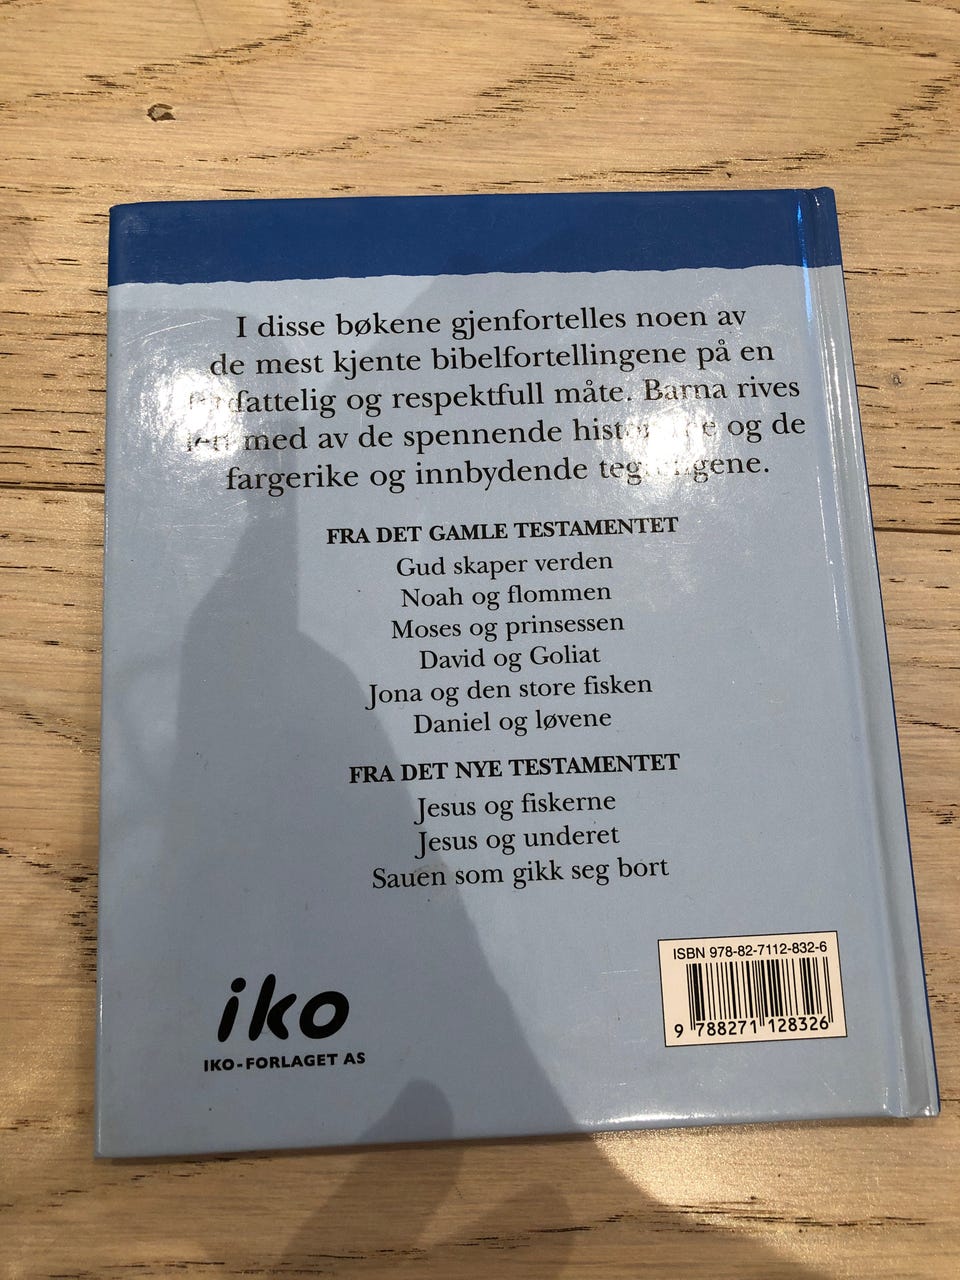 I disse bøkene gjenfortelles noen av
de mest kjente bibelfortellingene på en
og respektfull måte. Barna rives
med av de spennende og de
fargerike og innbydende
FRA DET GAMLE TESTAMENTET
Gud skaper verden
Noah og flommen
Moses og prinsessen
David og Goliat
Jona og den store fisken
Daniel og løvene
FRA DET NYE TESTAMENTET
Jesus og fiskerne
Jesus og underet
Sauen som gikk seg bort
ISBN 978-82-7112-832-6
9 788271 128326
iko
IKO-FORLAGET AS